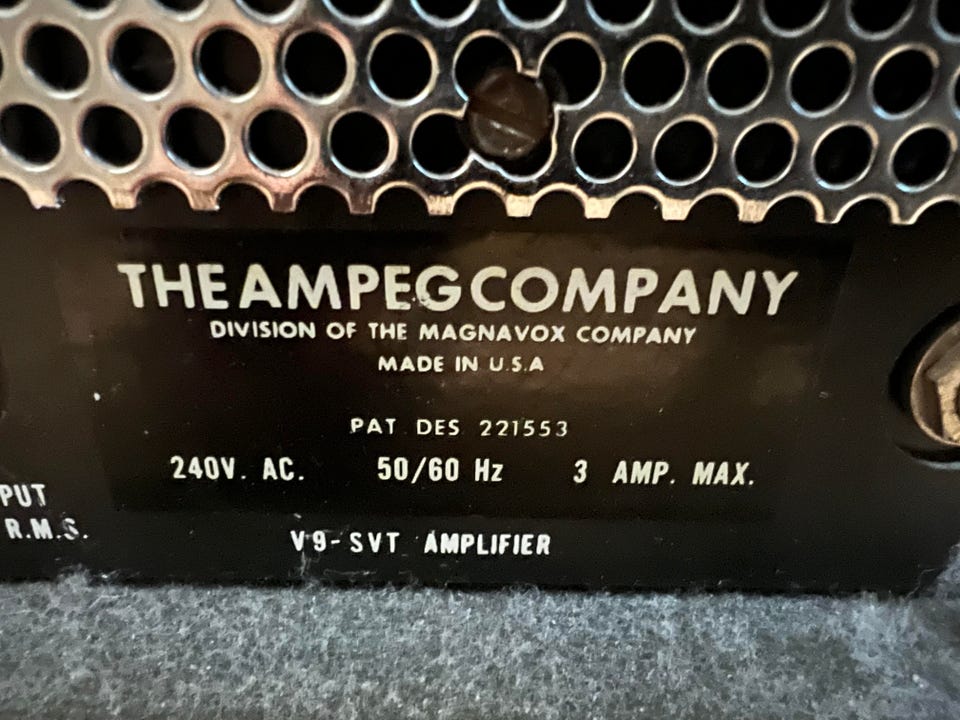 THE AMPEG COMPANY
DIVISION OF THE MAGNAVOX COMPANY
MADE IN U.S.A
PAT DES 221553
240V. AC. 50/60 Hz 3 AMP. MAX.
PUT
R.M.S.
V9-SVT AMPLIFIER